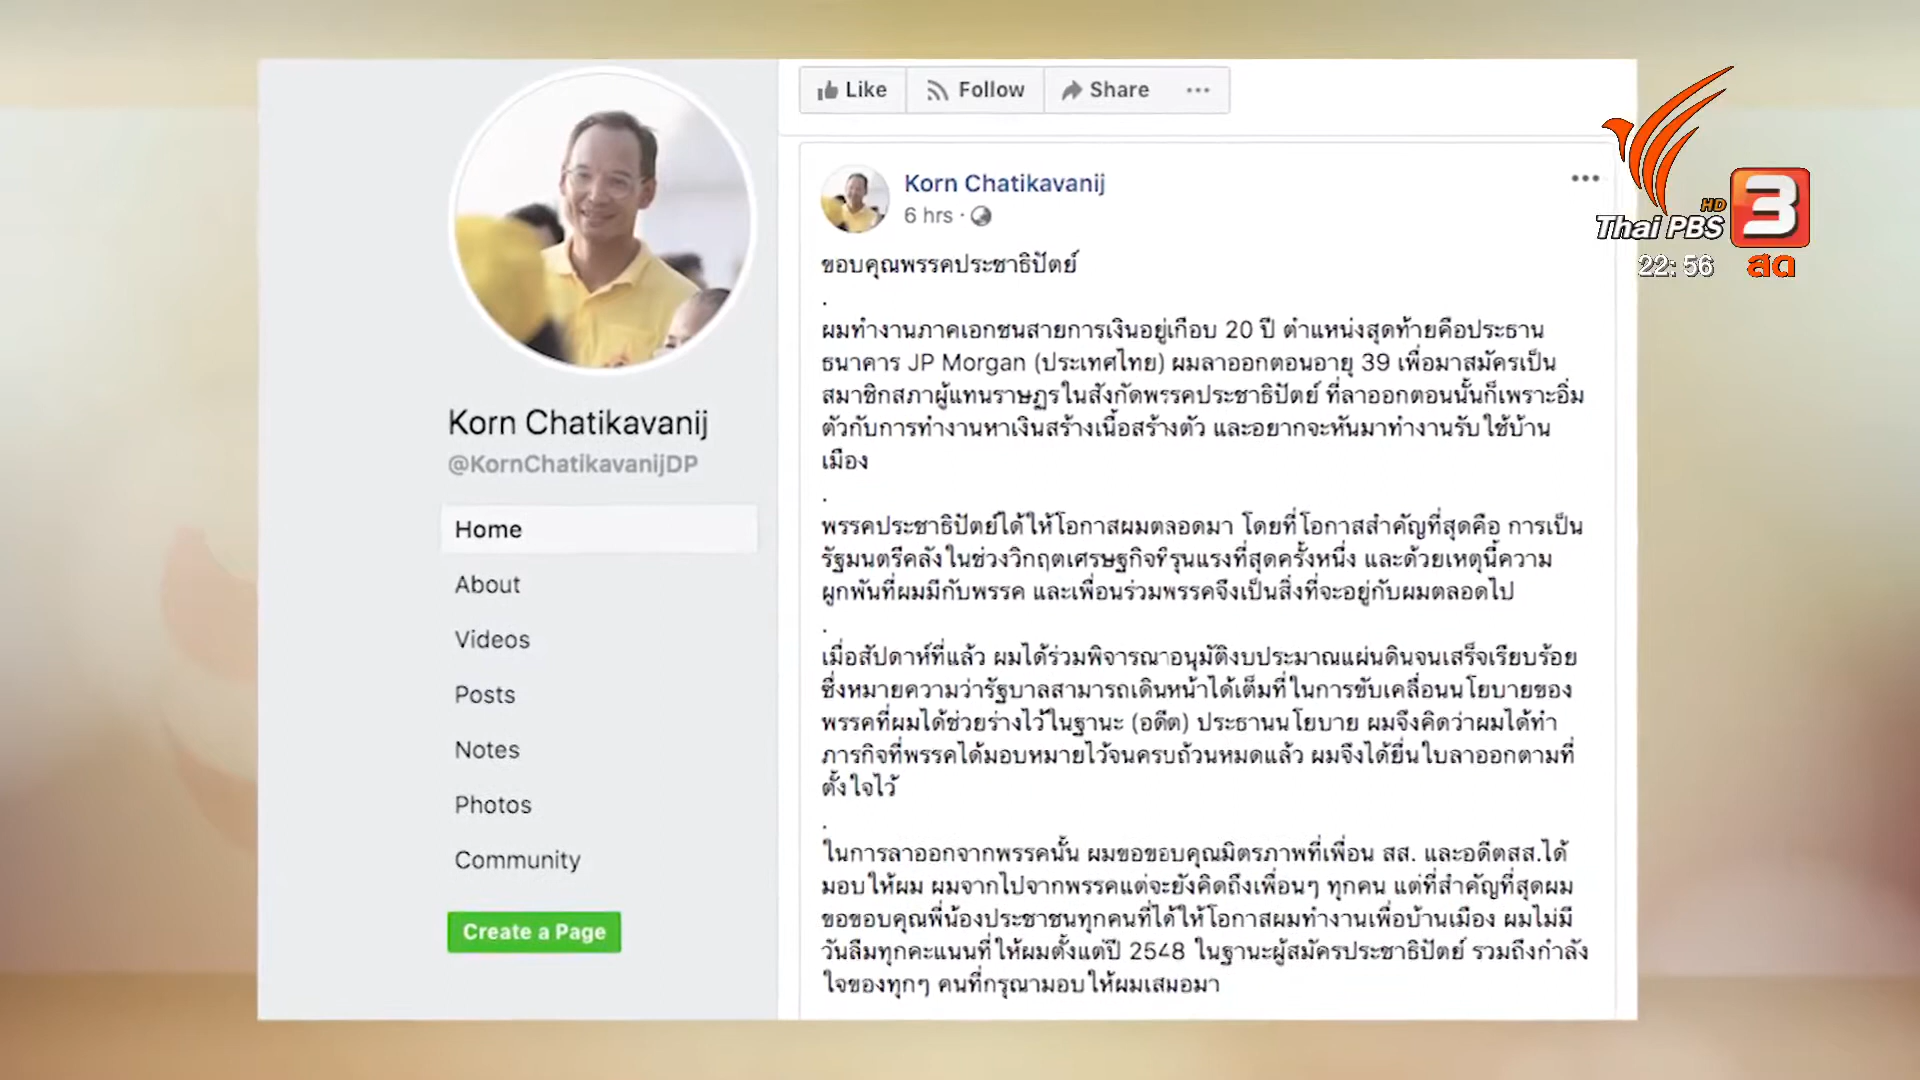 Like
Follow
Share
Korn Chatikavanij
6 hrs
ขอบคุณพรรคประชาธิปัตย์
.
ผมทำงานภาคเอกชนสายการเงินอยู่เกือบ 20 ปี ตำแหน่งสุดท้ายคือประธาน
ธนาคาร JP Morgan (ประเทศไทย) ผมลาออกตอนอายุ 39 เพื่อมาสมัครเป็น
สมาชิกสภาผู้แทนราษฎรในสังกัดพรรคประชาธิปัตย์ ที่ลาออกตอนนั้นก็เพราะอิ่ม
ตัวกับการทำงานหาเงินสร้างเนื้อสร้างตัว และอยากจะหันมาทำงานรับใช้บ้าน
เมือง
.
พรรคประชาธิปัตย์ได้ให้โอกาสผมตลอดมา โดยที่โอกาสสำคัญที่สุดคือ การเป็น
รัฐมนตรีคลังในช่วงวิกฤตเศรษฐกิจที่รุนแรงที่สุดครั้งหนึ่ง และด้วยเหตุนี้ความ
ผูกพันที่ผมมีกับพรรค และเพื่อนร่วมพรรคจึงเป็นสิ่งที่จะอยู่กับผมตลอดไป
.
เมื่อสัปดาห์ที่แล้ว ผมได้ร่วมพิจารณาอนุมัติงบประมาณแผ่นดินจนเสร็จเรียบร้อย
ซึ่งหมายความว่ารัฐบาลสามารถเดินหน้าได้เต็มที่ในการขับเคลื่อนนโยบายของ
พรรคที่ผมได้ช่วยร่างไว้ในฐานะ (อดีต) ประธานนโยบาย ผมจึงคิดว่าผมได้ทำ
ภารกิจที่พรรคได้มอบหมายไว้จนครบถ้วนหมดแล้ว ผมจึงได้ยื่นใบลาออกตามที่
ตั้งใจไว้
.
ในการลาออกจากพรรคนั้น ผมขอขอบคุณมิตรภาพที่เพื่อน สส. และอดีตสส.ได้
มอบให้ผม ผมจากไปจากพรรคแต่จะยังคิดถึงเพื่อนๆ ทุกคน แต่ที่สำคัญที่สุดผม
ขอขอบคุณพี่น้องประชาชนทุกคนที่ได้ให้โอกาสผมทำงานเพื่อบ้านเมือง ผมไม่มี
วันลืมทุกคะแนนที่ให้ผมตั้งแต่ปี 2548 ในฐานะผู้สมัครประชาธิปัตย์ รวมถึงกำลัง
ใจของทุกๆ คนที่กรุณามอบให้ผมเสมอมา
Korn Chatikavanij
@KornChatikavanijDP
Home
About
Videos
Posts
Notes
Photos
Community
Create a Page
HD
Thai PBS 3
22:56 สด